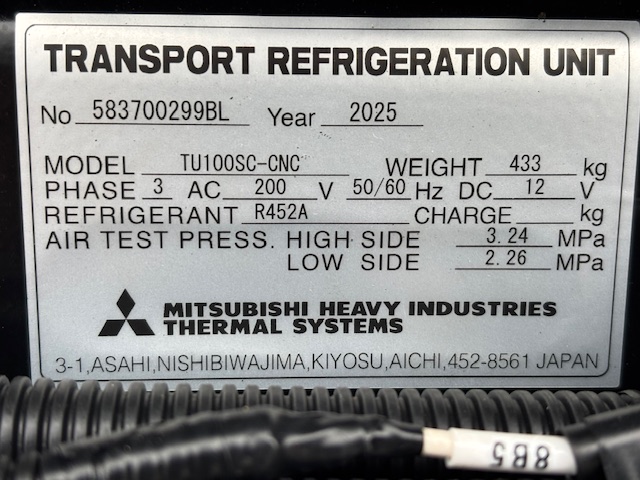 TRANSPORT REFRIGERATION UNIT
No 583700299BL Year 2025
MODEL TU100SC-CNC WEIGHT 433 kg
PHASE 3 AC 200 V 50/60 Hz DC 12 V
REFRIGERANT R452A CHARGE kg
AIR TEST PRESS. HIGH SIDE 3.24 MPa
LOW SIDE 2.26 MPa
MITSUBISHI HEAVY INDUSTRIES
THERMAL SYSTEMS
3-1,ASAHI,NISHIBIWAJIMA,KIYOSU,AICHI,452-8561 JAPAN
8B5